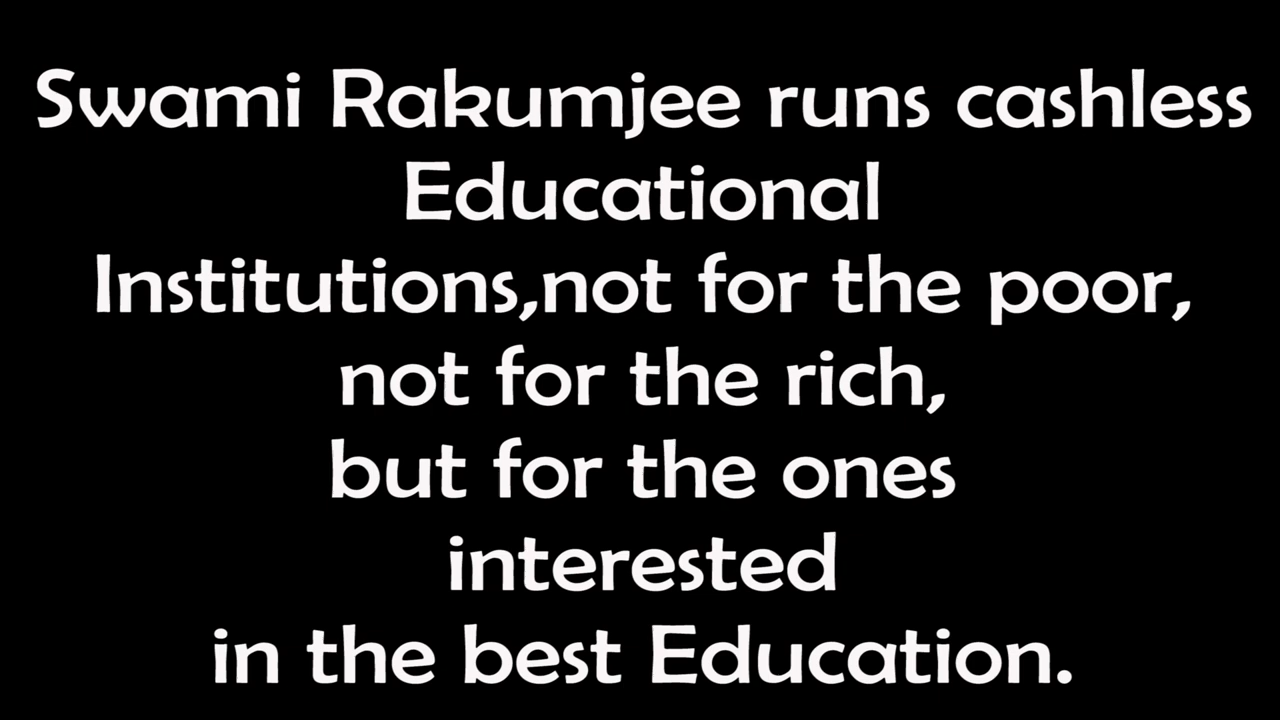 Swami Rakumjee runs cashless
Educational
Institutions,not for the poor,
not for the rich,
but for the ones
interested
in the best Education.